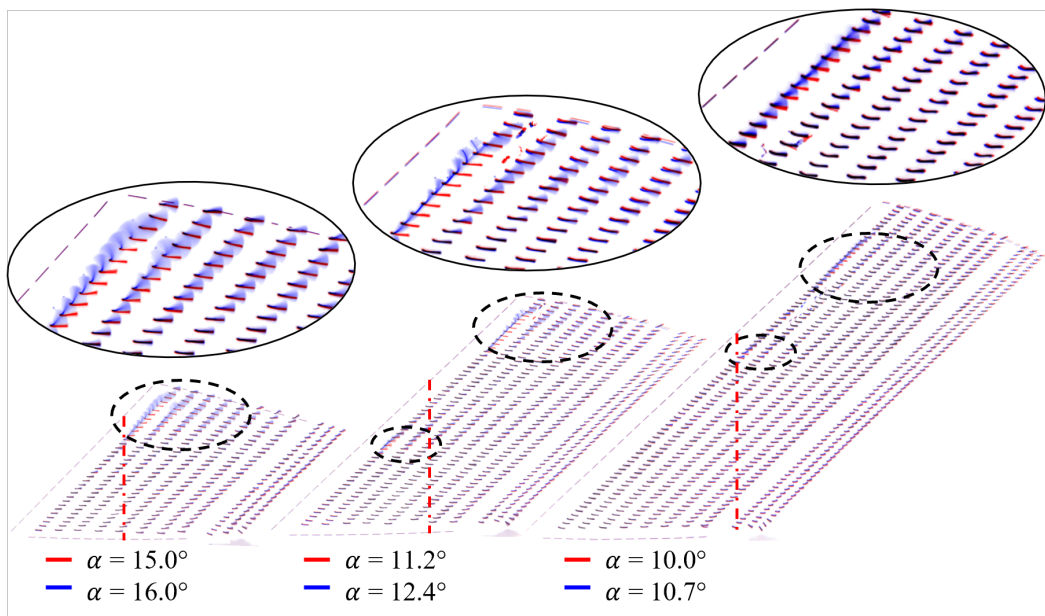 α = 15.0° α = 11.2° α = 10.0°
α = 16.0° α = 12.4° α = 10.7°